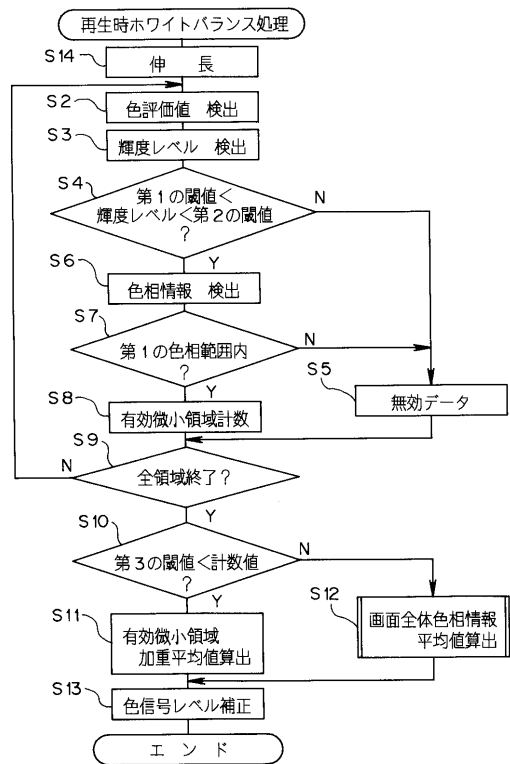 再生時ホワイトバランス処理
S14
伸 長
S2
色評価値 検出
S3
輝度レベル 検出
S4
第1の閾値<
輝度レベル<第2の閾値
?
N
Y
S6
色相情報 検出
S7
第1の色相範囲内
?
N
Y
S5
無効データ
S8
有効微小領域計数
S9
全領域終了?
N
Y
S10
第3の閾値<計数値
?
N
Y
S11
有効微小領域
加重平均値算出
S12
画面全体色相情報
平均値算出
S13
色信号レベル補正
エ ン ド